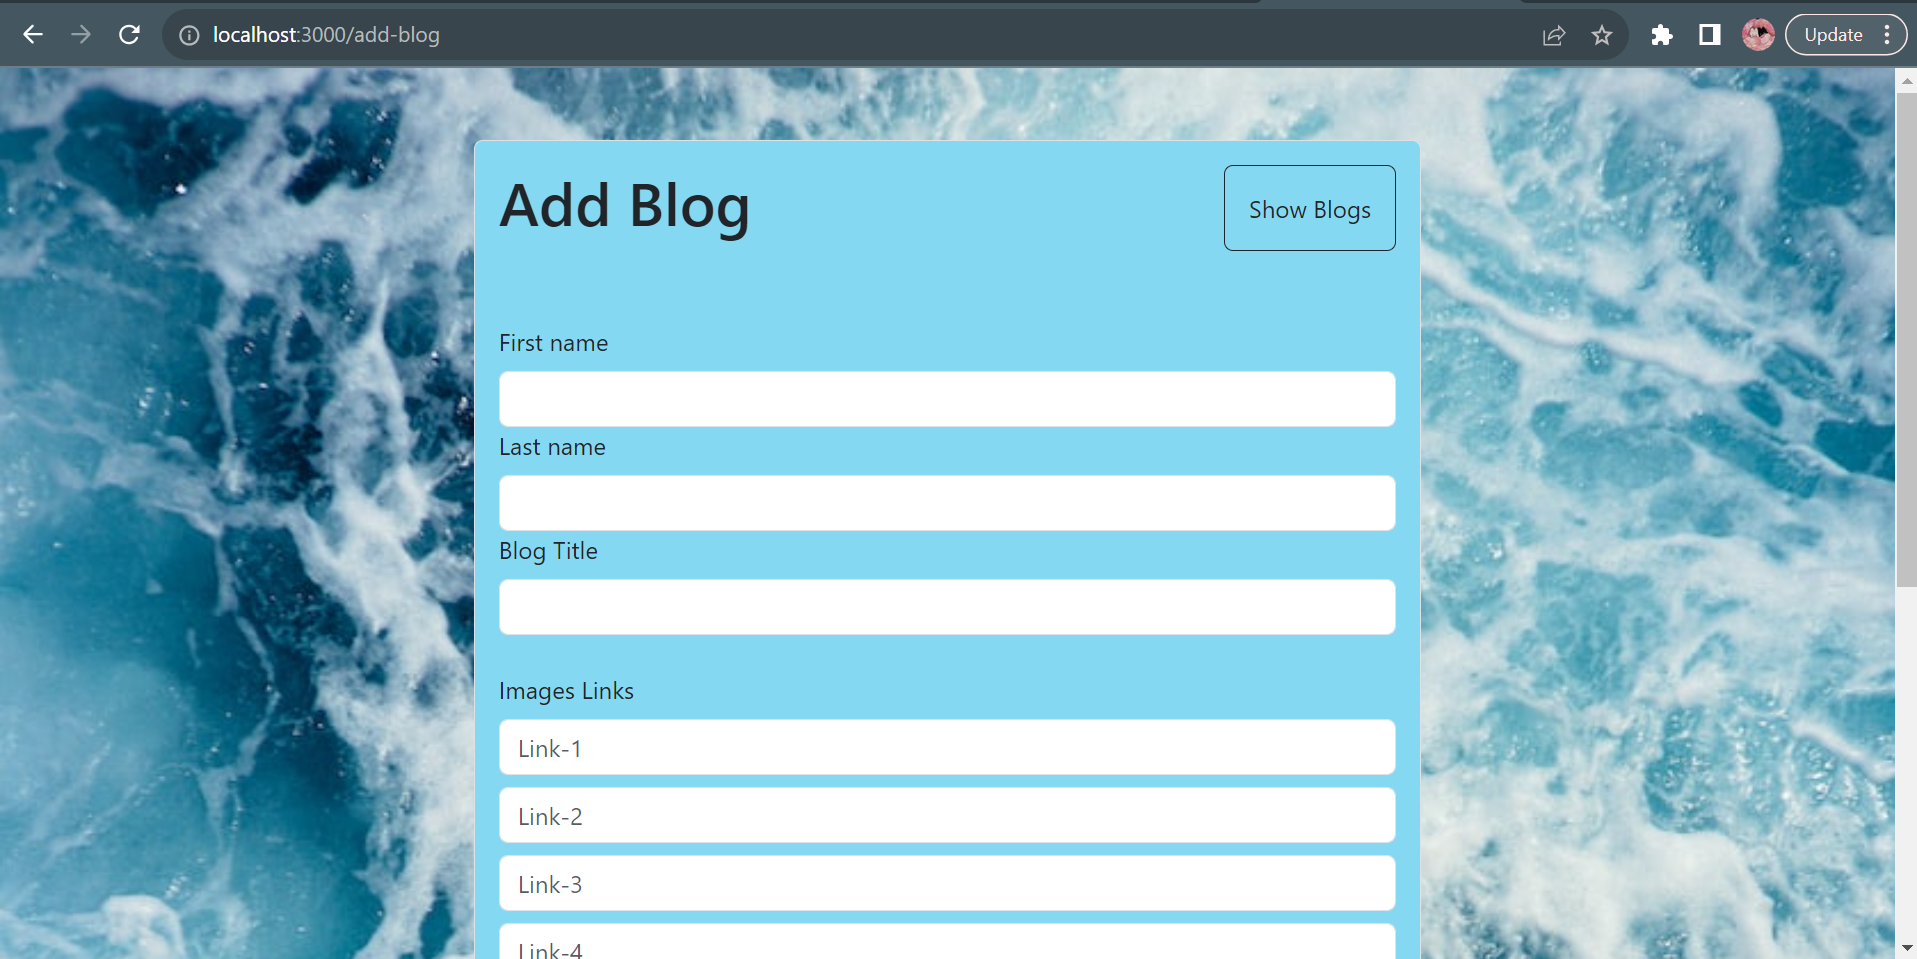 localhost:3000/add-blog
Update
Add Blog
Show Blogs
First name
Last name
Blog Title
Images Links
Link-1
Link-2
Link-3
Link-4